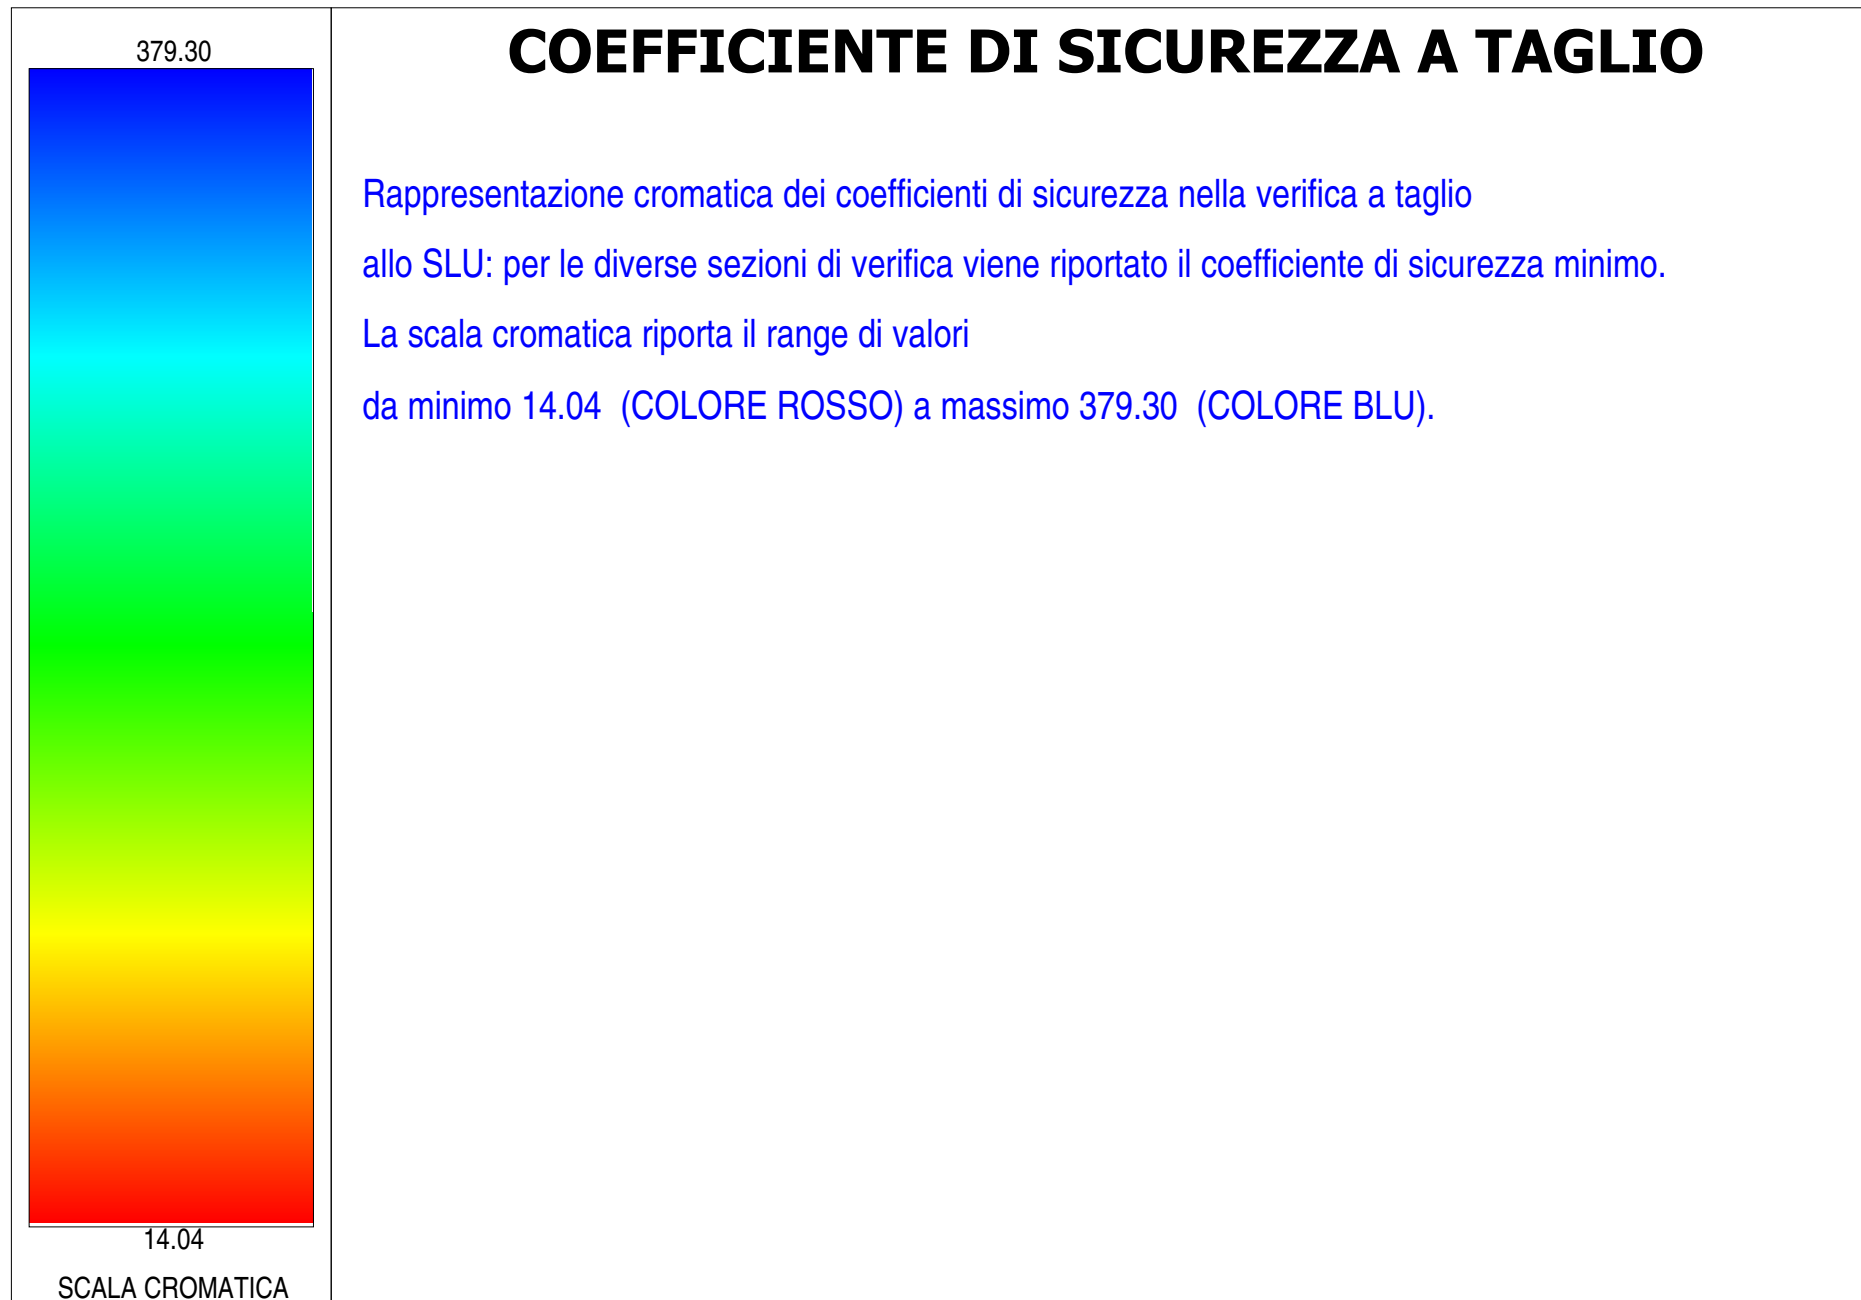 379.30
COEFFICIENTE DI SICUREZZA A TAGLIO
Rappresentazione cromatica dei coefficienti di sicurezza nella verifica a taglio
allo SLU: per le diverse sezioni di verifica viene riportato il coefficiente di sicurezza minimo.
La scala cromatica riporta il range di valori
da minimo 14.04  (COLORE ROSSO) a massimo 379.30  (COLORE BLU).
14.04
SCALA CROMATICA